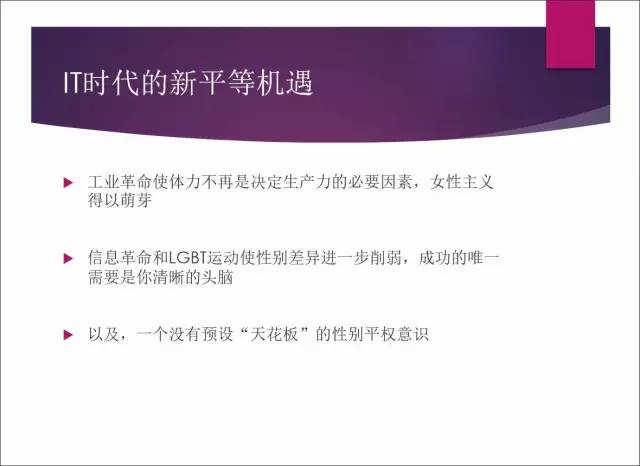 IT时代的新平等机遇
工业革命使体力不再是决定生产力的必要因素，女性主义
得以萌芽
信息革命和LGBT运动使性别差异进一步削弱，成功的唯一
需要是你清晰的头脑
以及，一个没有预设“天花板”的性别平权意识